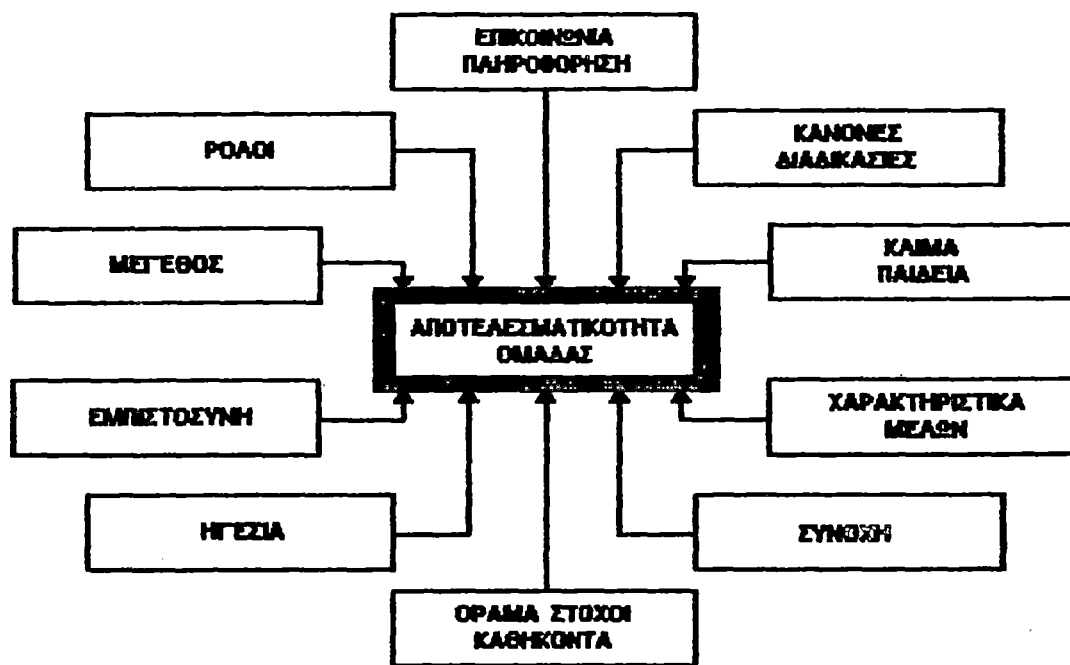 ΕΠΙΚΟΙΝΩΝΙΑ
ΠΛΗΡΟΦΟΡΗΣΗ
ΡΟΛΟΙ
ΚΑΝΟΝΕΣ
ΔΙΑΔΙΚΑΣΙΕΣ
ΜΕΓΕΘΟΣ
ΚΛΙΜΑ
ΠΑΙΔΕΙΑ
ΑΠΟΤΕΛΕΣΜΑΤΙΚΟΤΗΤΑ
ΟΜΑΔΑΣ
ΕΜΠΙΣΤΟΣΥΝΗ
ΧΑΡΑΚΤΗΡΙΣΤΙΚΑ
ΜΕΛΩΝ
ΗΓΕΣΙΑ
ΣΥΝΟΧΗ
ΟΡΑΜΑ ΣΤΟΧΟΙ
ΚΑΘΗΚΟΝΤΑ